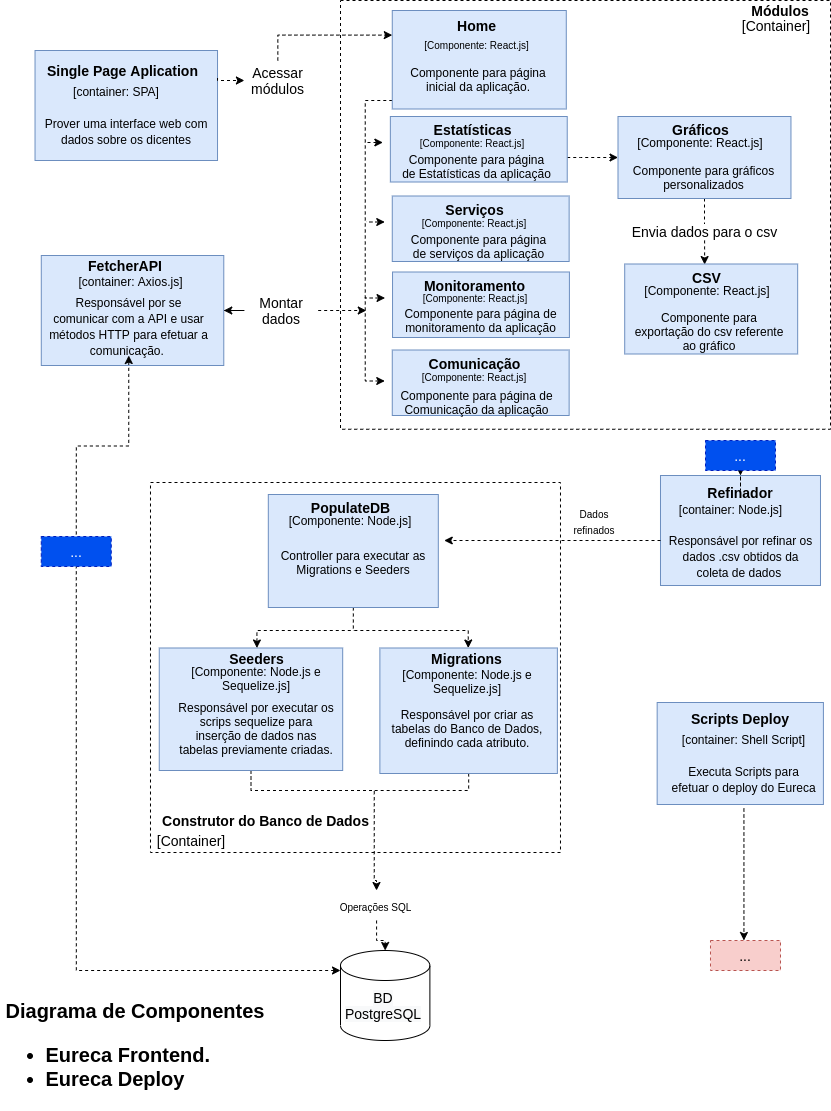 Módulos
[Container]
Home
[Componente: React.js]
Componente para página
inicial da aplicação.
Single Page Aplication
[container: SPA]
Prover uma interface web com
dados sobre os dicentes
Acessar
módulos
Estatísticas
[Componente: React.js]
Componente para página
de Estatísticas da aplicação
Gráficos
[Componente: React.js]
Componente para gráficos
personalizados
Serviços
[Componente: React.js]
Componente para página
de serviços da aplicação
Envia dados para o csv
FetcherAPI
[container: Axios.js]
Responsável por se
comunicar com a API e usar
métodos HTTP para efetuar a
comunicação.
Montar
dados
Monitoramento
[Componente: React.js]
Componente para página de
monitoramento da aplicação
CSV
[Componente: React.js]
Componente para
exportação do csv referente
ao gráfico
Comunicação
[Componente: React.js]
Componente para página de
Comunicação da aplicação
...
Refinador
[container: Node.js]
Responsável por refinar os
dados .csv obtidos da
coleta de dados
Dados
refinados
PopulateDB
[Componente: Node.js]
Controller para executar as
Migrations e Seeders
...
Seeders
[Componente: Node.js e
Sequelize.js]
Responsável por executar os
scrips sequelize para
inserção de dados nas
tabelas previamente criadas.
Migrations
[Componente: Node.js e
Sequelize.js]
Responsável por criar as
tabelas do Banco de Dados,
definindo cada atributo.
Scripts Deploy
[container: Shell Script]
Executa Scripts para
efetuar o deploy do Eureca
Construtor do Banco de Dados
[Container]
Operações SQL
...
BD
PostgreSQL
Diagrama de Componentes
• Eureca Frontend.
• Eureca Deploy